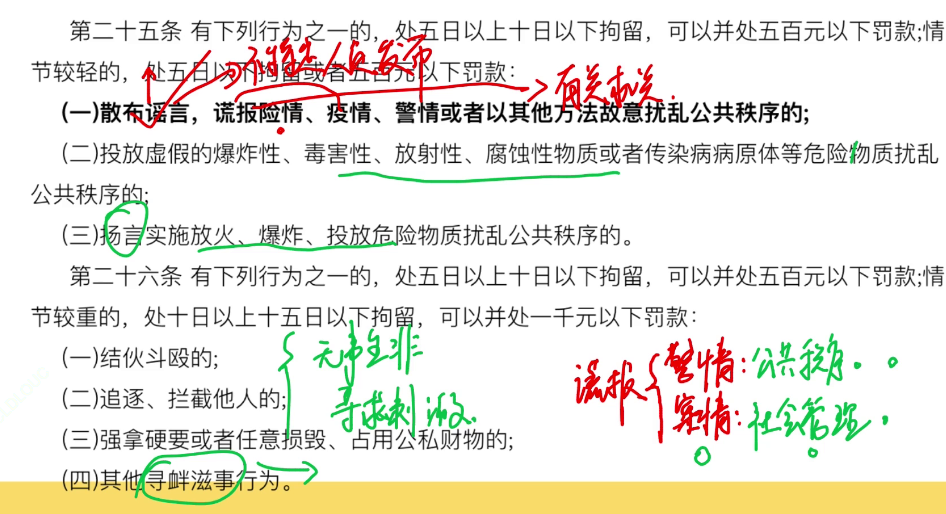 第二十五条 有下列行为之一的，处五日以上十日以下拘留，可以并处五百元以下罚款;情
节较轻的，处五日以下拘留或者五百元以下罚款：
不特定人员发布
有关机关.
(一)散布谣言，谎报险情、疫情、警情或者以其他方法故意扰乱公共秩序的;
(二)投放虚假的爆炸性、毒害性、放射性、腐蚀性物质或者传染病病原体等危险物质扰乱
公共秩序的;
(三)扬言实施放火、爆炸、投放危险物质扰乱公共秩序的。
第二十六条 有下列行为之一的，处五日以上十日以下拘留，可以并处五百元以下罚款;情
节较重的，处十日以上十五日以下拘留，可以并处一千元以下罚款：
(一)结伙斗殴的;
(二)追逐、拦截他人的;
(三)强拿硬要或者任意损毁、占用公私财物的;
(四)其他寻衅滋事行为。
无事生非
寻求刺激.
谎报
警情:公共秩序.
案情:社会管理.